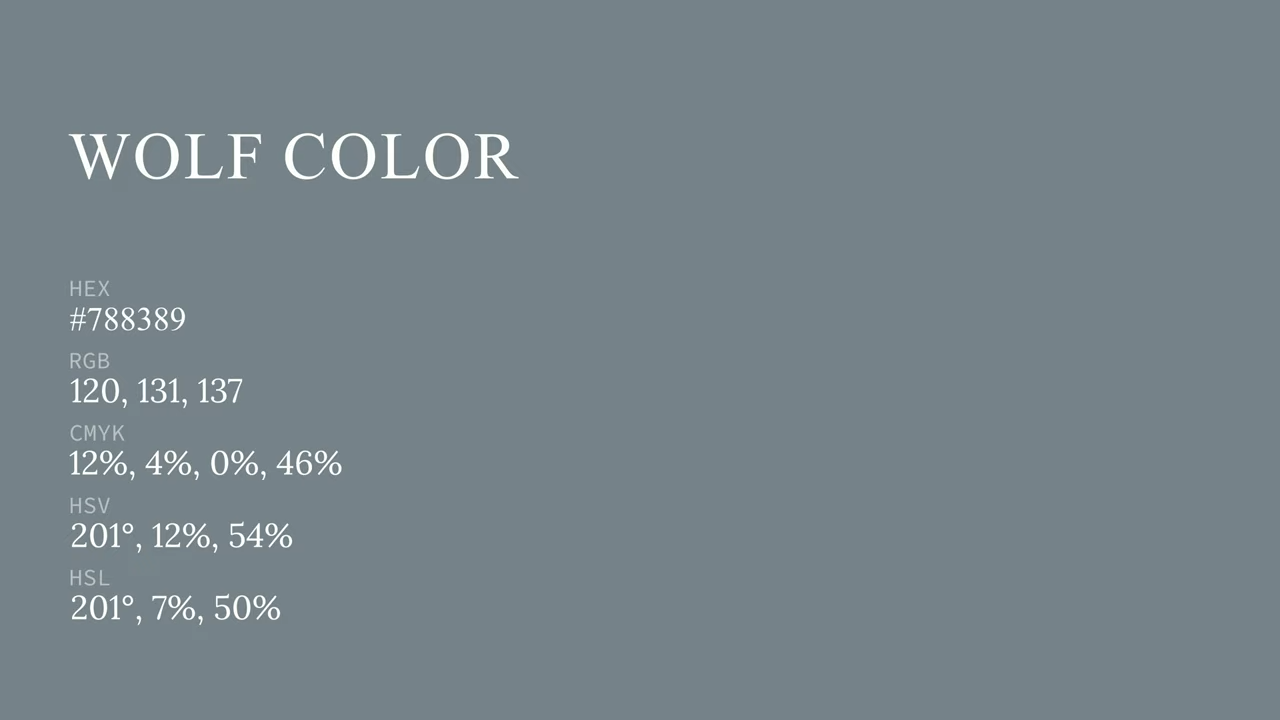 WOLF COLOR
HEX
#788389
RGB
120, 131, 137
CMYK
12%, 4%, 0%, 46%
HSV
201°, 12%, 54%
HSL
201°, 7%, 50%